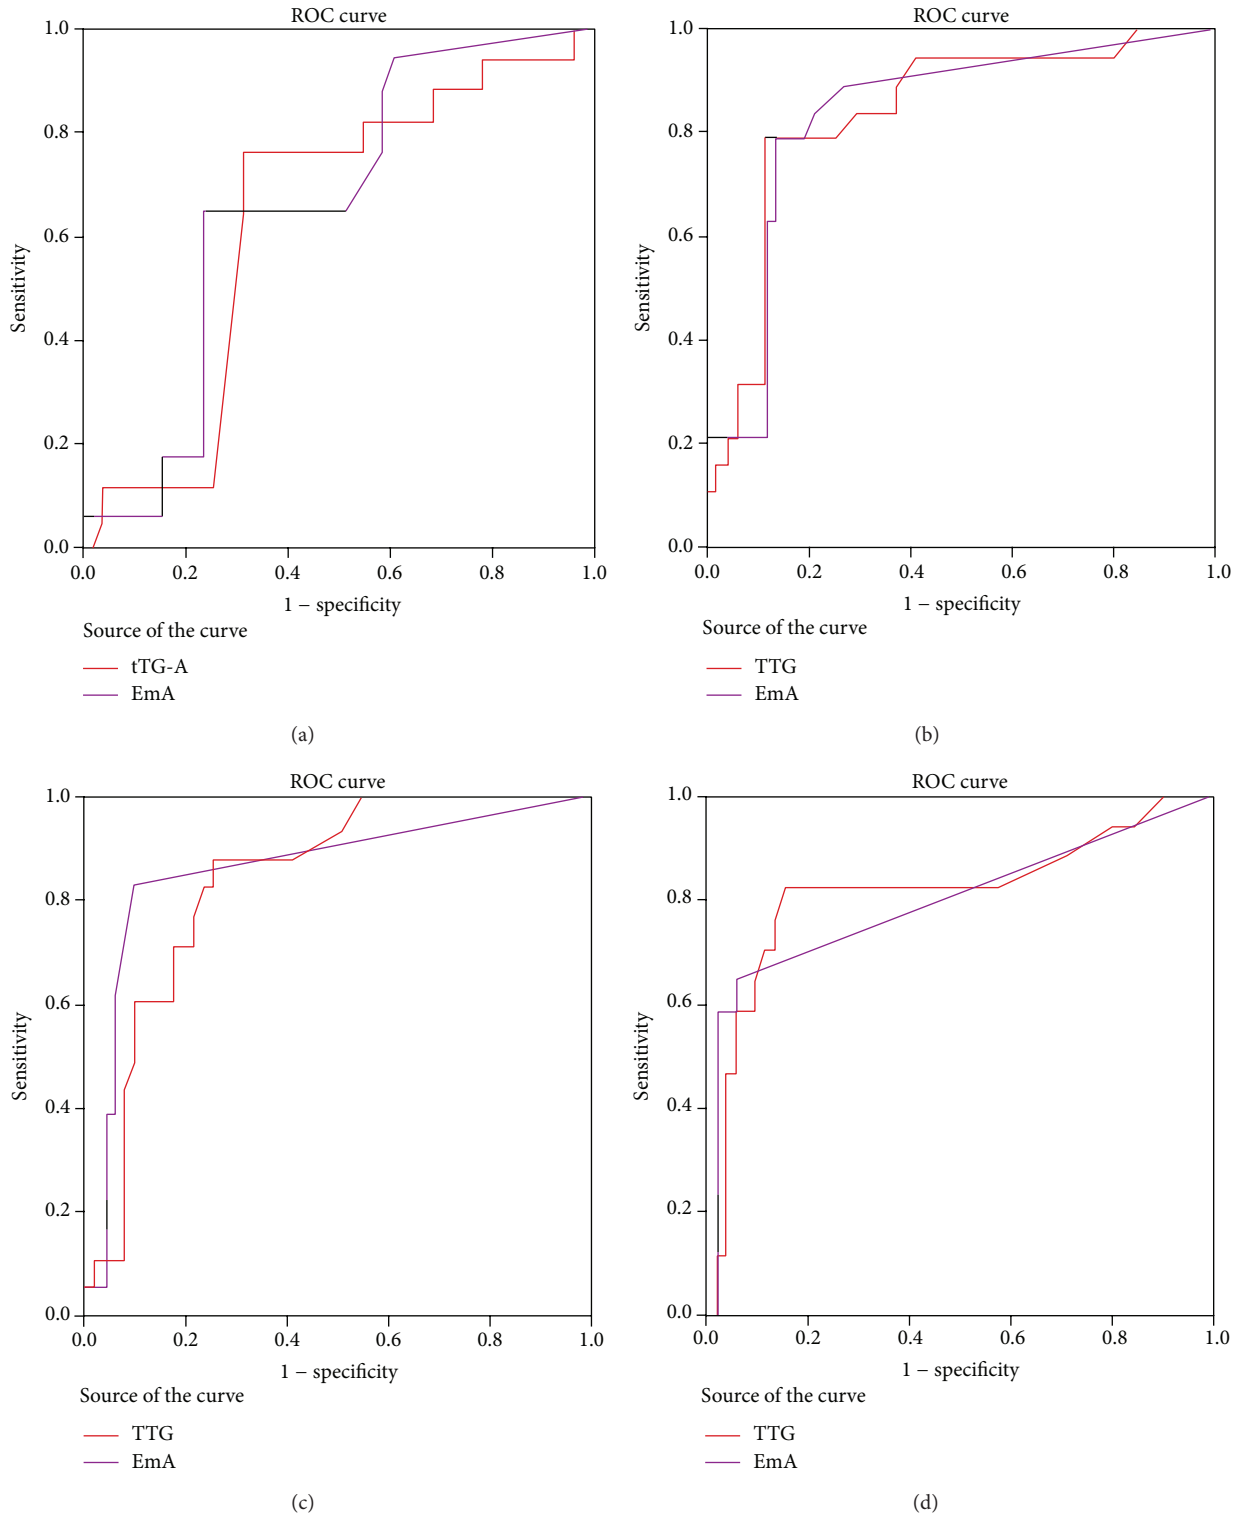 ROC curve
1.0
0.8
0.6
0.4
0.2
0.0
Sensitivity
0.0 0.2 0.4 0.6 0.8 1.0
1 − specificity
Source of the curve
tTG-A
EmA
(a)
ROC curve
1.0
0.8
0.6
0.4
0.2
0.0
Sensitivity
0.0 0.2 0.4 0.6 0.8 1.0
1 − specificity
Source of the curve
TTG
EmA
(b)
ROC curve
1.0
0.8
0.6
0.4
0.2
0.0
Sensitivity
0.0 0.2 0.4 0.6 0.8 1.0
1 − specificity
Source of the curve
TTG
EmA
(c)
ROC curve
1.0
0.8
0.6
0.4
0.2
0.0
Sensitivity
0.0 0.2 0.4 0.6 0.8 1.0
1 − specificity
Source of the curve
TTG
EmA
(d)